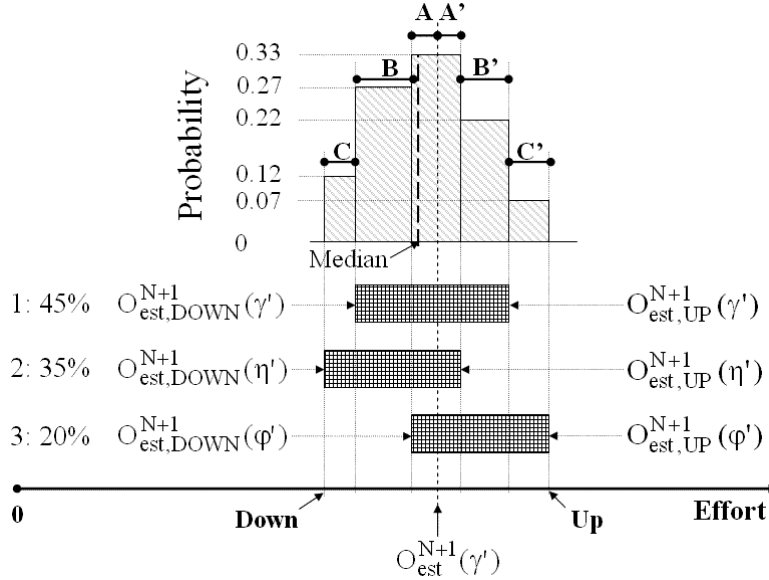 A A'
0.33
B B'
0.27
0.22
C C'
0.12
0.07
0
Probability
Median
1: 45% O^{N+1}_{est,DOWN}(γ') O^{N+1}_{est,UP}(γ')
2: 35% O^{N+1}_{est,DOWN}(η') O^{N+1}_{est,UP}(η')
3: 20% O^{N+1}_{est,DOWN}(φ') O^{N+1}_{est,UP}(φ')
0 Down Up Effort
O^{N+1}_{est}(γ')